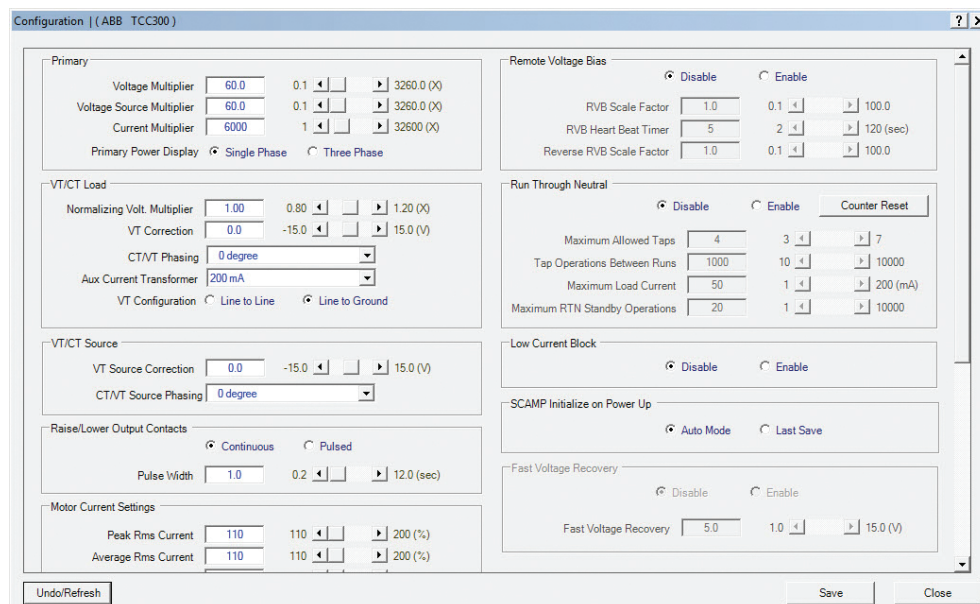 Configuration | ( ABB TCC300 )
? X
Primary
Voltage Multiplier 60.0 0.1 3260.0 (X)
Voltage Source Multiplier 60.0 0.1 3260.0 (X)
Current Multiplier 6000 1 32600 (X)
Primary Power Display Single Phase Three Phase
VT/CT Load
Normalizing Volt. Multiplier 1.00 0.80 1.20 (X)
VT Correction 0.0 -15.0 15.0 (V)
CT/VT Phasing 0 degree
Aux Current Transformer 200 mA
VT Configuration Line to Line Line to Ground
VT/CT Source
VT Source Correction 0.0 -15.0 15.0 (V)
CT/VT Source Phasing 0 degree
Raise/Lower Output Contacts
Continuous Pulsed
Pulse Width 1.0 0.2 12.0 (sec)
Motor Current Settings
Peak Rms Current 110 110 200 (%)
Average Rms Current 110 110 200 (%)
Remote Voltage Bias
Disable Enable
RVB Scale Factor 1.0 0.1 100.0
RVB Heart Beat Timer 5 2 120 (sec)
Reverse RVB Scale Factor 1.0 0.1 100.0
Run Through Neutral
Disable Enable Counter Reset
Maximum Allowed Taps 4 3 7
Tap Operations Between Runs 1000 10 10000
Maximum Load Current 50 1 200 (mA)
Maximum RTN Standby Operations 20 1 10000
Low Current Block
Disable Enable
SCAMP Initialize on Power Up
Auto Mode Last Save
Fast Voltage Recovery
Disable Enable
Fast Voltage Recovery 5.0 1.0 15.0 (V)
Undo/Refresh Save Close